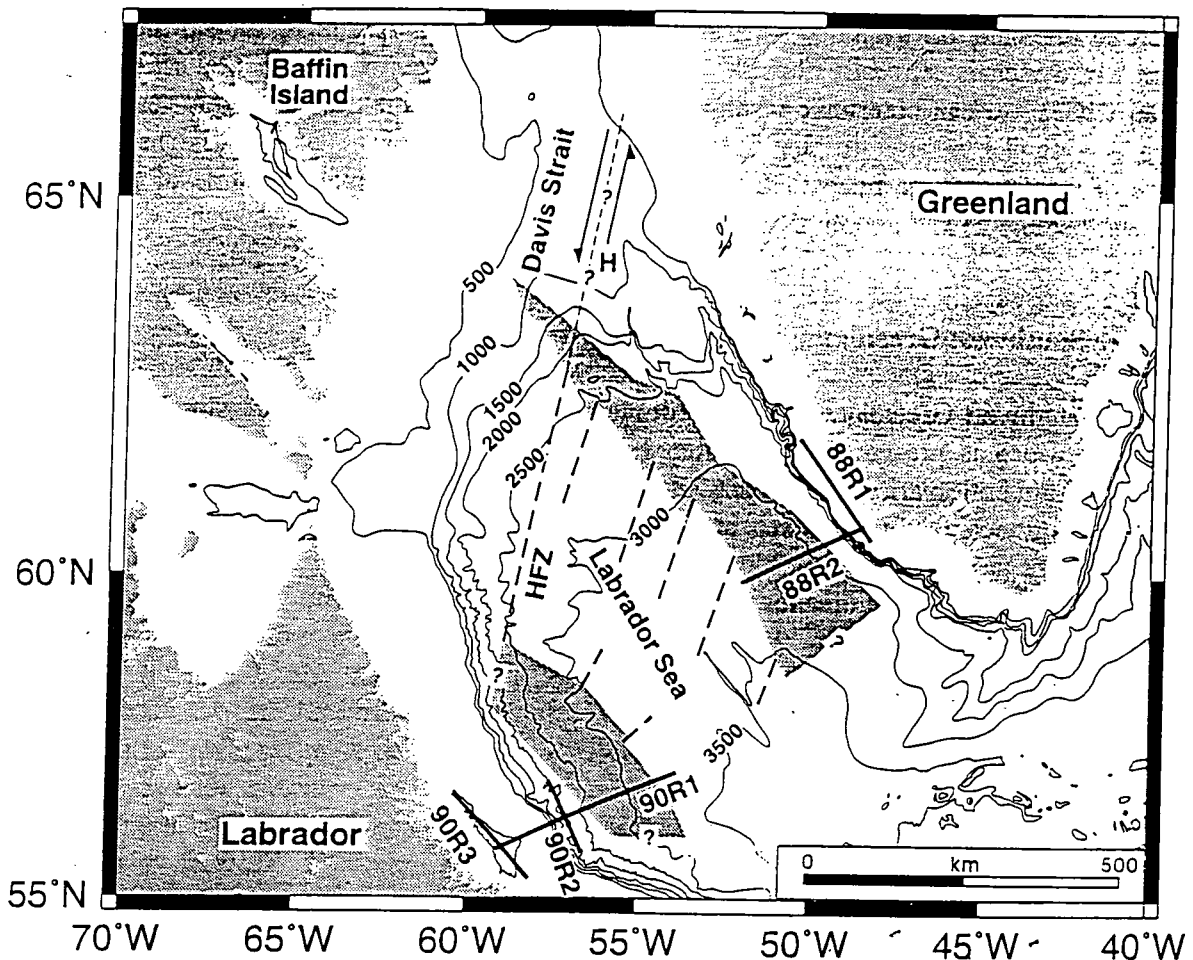 Baffin
Island
65°N
Davis Strait
?
H
?
Greenland
500
1000
1500
2000
2500
3000
88R1
88R2
60°N
HFZ
Labrador Sea
?
?
3500
Labrador
90R3
?
90R2
90R1
?
0 km 500
55°N
70°W 65°W 60°W 55°W 50°W 45°W 40°W